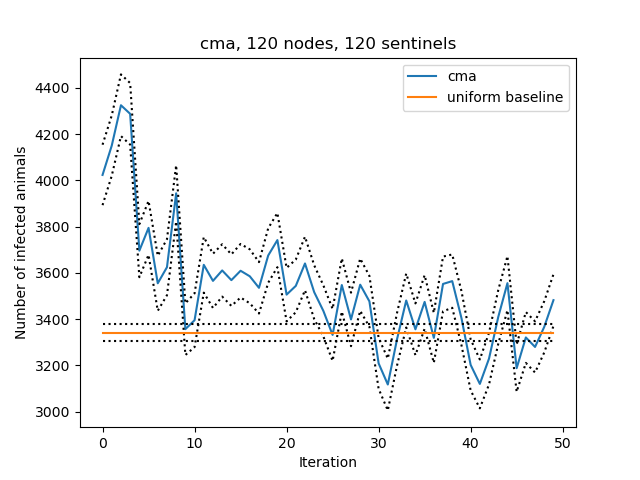 cma, 120 nodes, 120 sentinels
cma
uniform baseline
Number of infected animals
4400
4200
4000
3800
3600
3400
3200
3000
0 10 20 30 40 50
Iteration